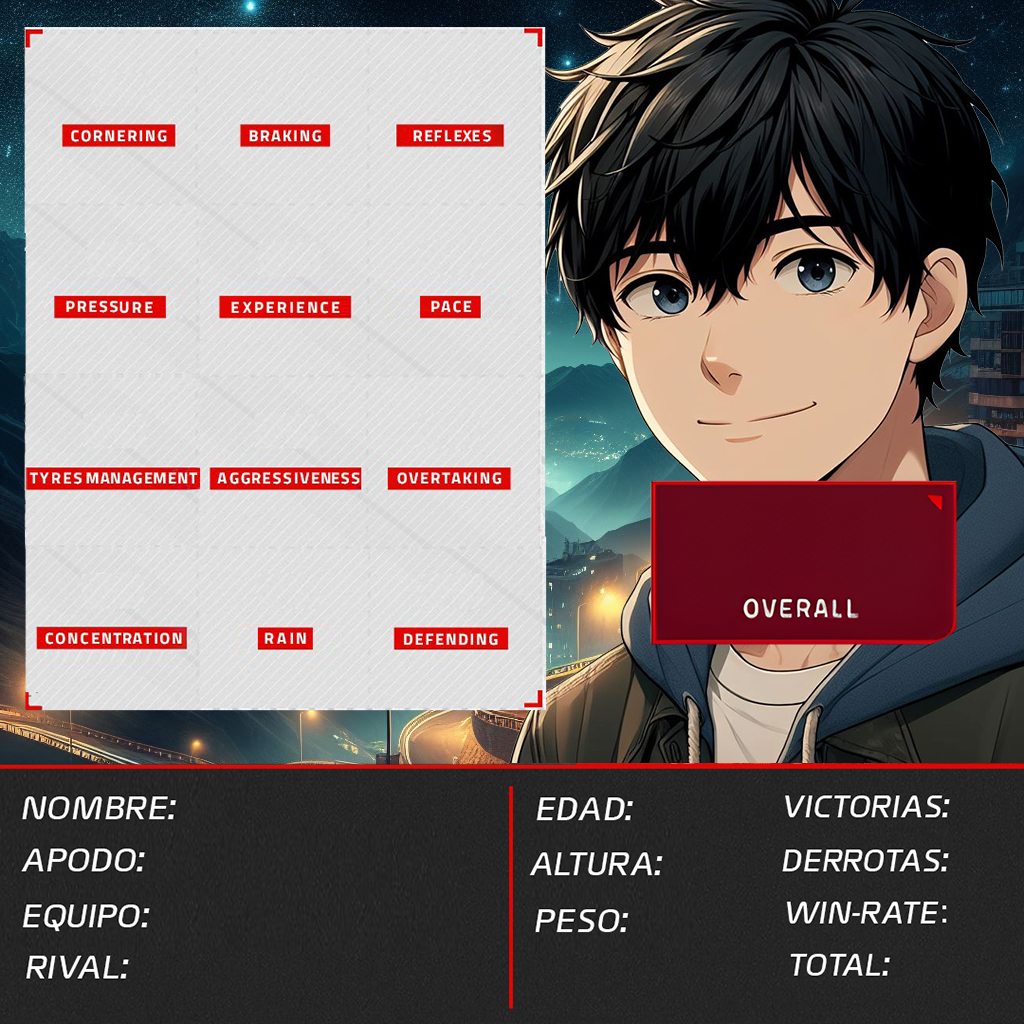 CORNERING BRAKING REFLEXES
PRESSURE EXPERIENCE PACE
TYRES MANAGEMENT AGGRESSIVENESS OVERTAKING
CONCENTRATION RAIN DEFENDING
OVERALL
NOMBRE:
APODO:
EQUIPO:
RIVAL:
EDAD:
ALTURA:
PESO:
VICTORIAS:
DERROTAS:
WIN-RATE:
TOTAL: